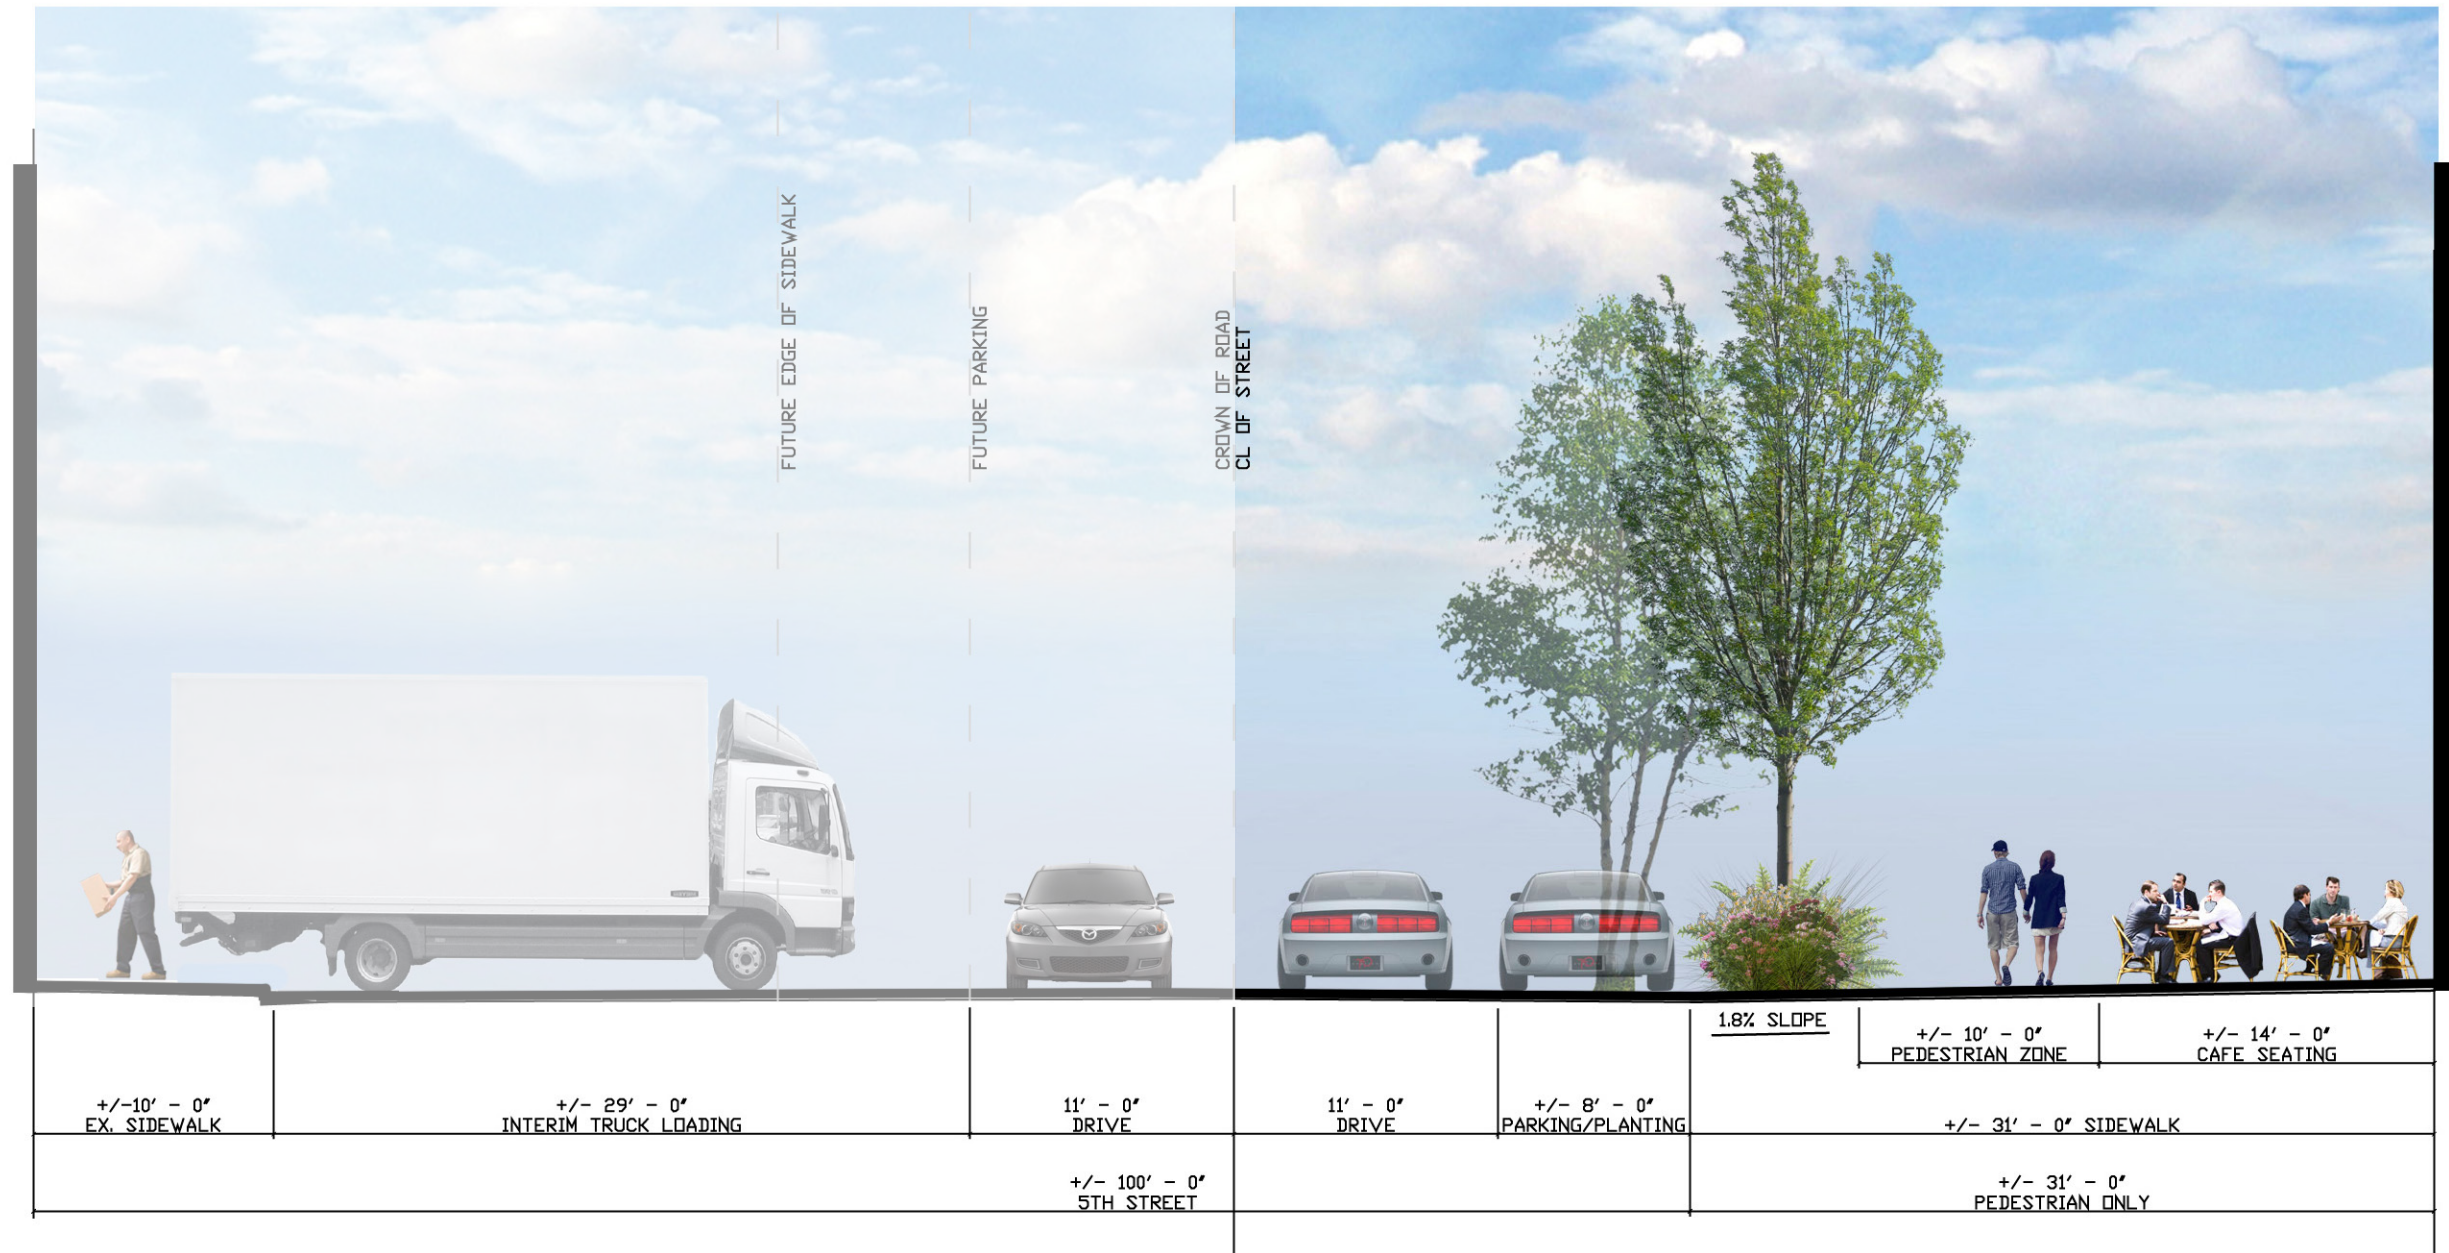 FUTURE EDGE OF SIDEWALK
FUTURE PARKING
CROWN OF ROAD
CL OF STREET
1.8% SLOPE
+/- 10' - 0"
PEDESTRIAN ZONE
+/- 14' - 0"
CAFE SEATING
+/-10' - 0"
EX. SIDEWALK
+/- 29' - 0"
INTERIM TRUCK LOADING
11' - 0"
DRIVE
11' - 0"
DRIVE
+/- 8' - 0"
PARKING/PLANTING
+/- 31' - 0" SIDEWALK
+/- 100' - 0"
5TH STREET
+/- 31' - 0"
PEDESTRIAN ONLY